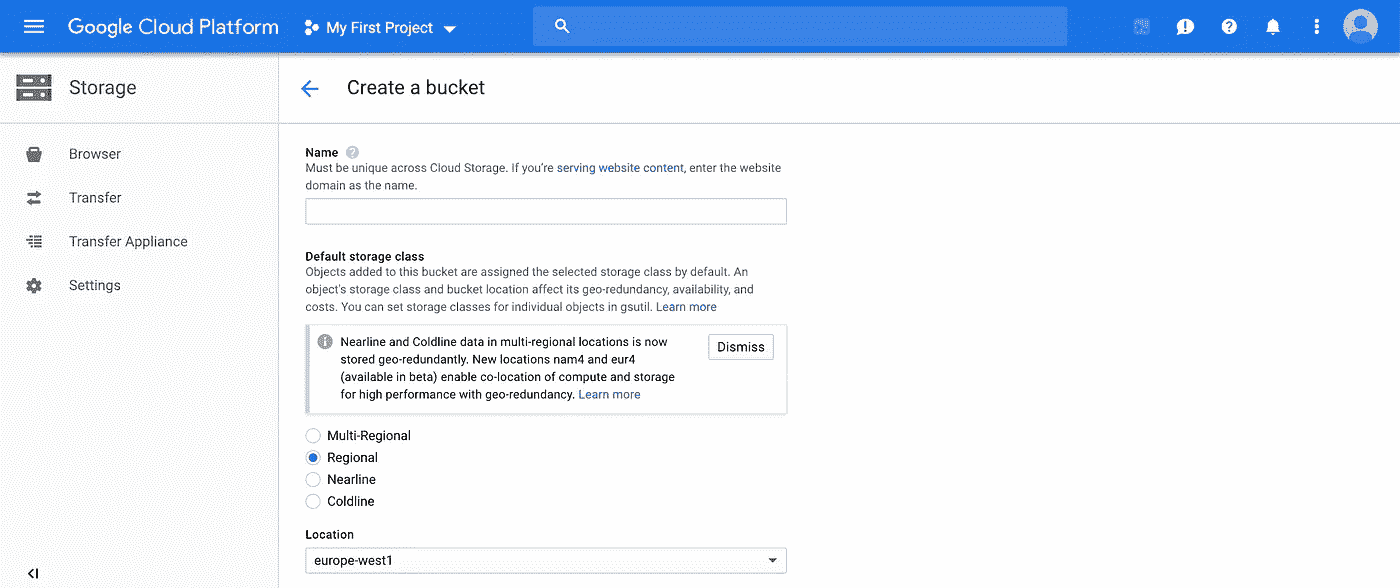 Google Cloud Platform
My First Project
Storage
Create a bucket
Browser
Transfer
Transfer Appliance
Settings
Name
Must be unique across Cloud Storage. If you're serving website content, enter the website
domain as the name.
Default storage class
Objects added to this bucket are assigned the selected storage class by default. An
object's storage class and bucket location affect its geo-redundancy, availability, and
costs. You can set storage classes for individual objects in gsutil. Learn more
Nearline and Coldline data in multi-regional locations is now
stored geo-redundantly. New locations nam4 and eur4
(available in beta) enable co-location of compute and storage
for high performance with geo-redundancy. Learn more
Dismiss
Multi-Regional
Regional
Nearline
Coldline
Location
europe-west1